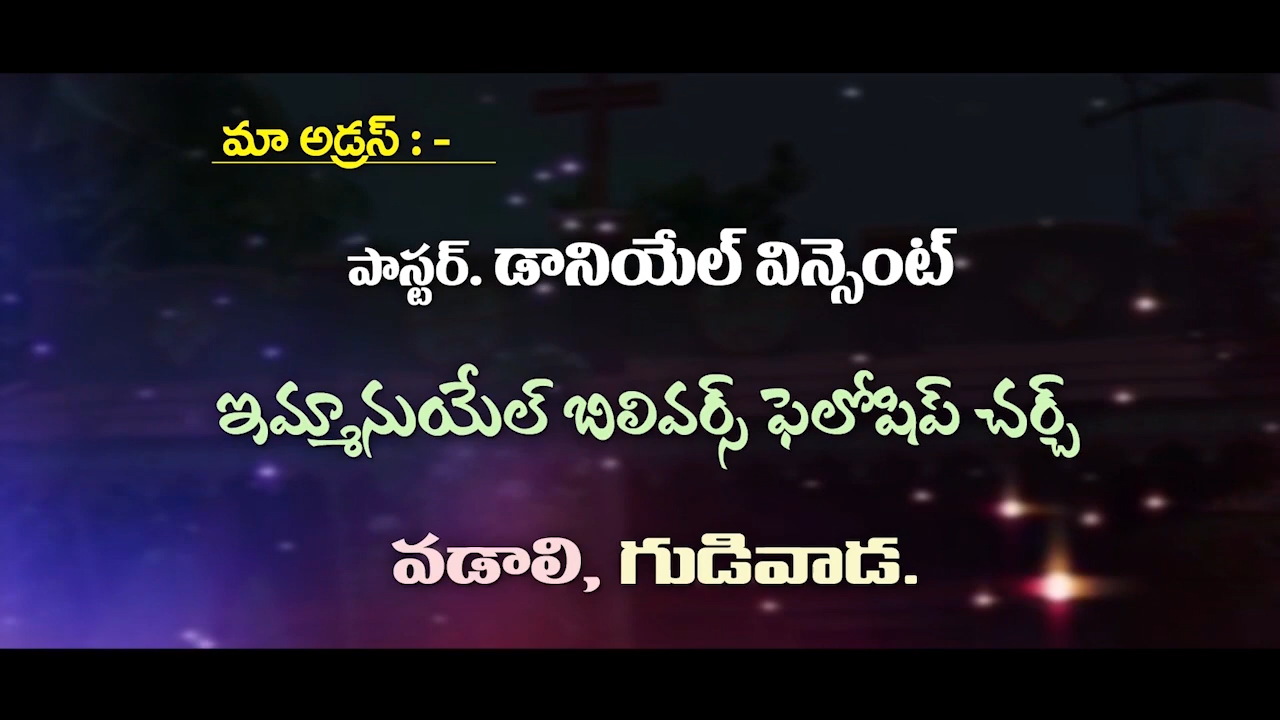 మా అడ్రస్ : -
పాస్టర్. డానియేల్ విన్సెంట్
ఇమ్మానుయేల్ బిలివర్స్ ఫెలోషిప్ చర్చ్
వడాలి, గుడివాడ.